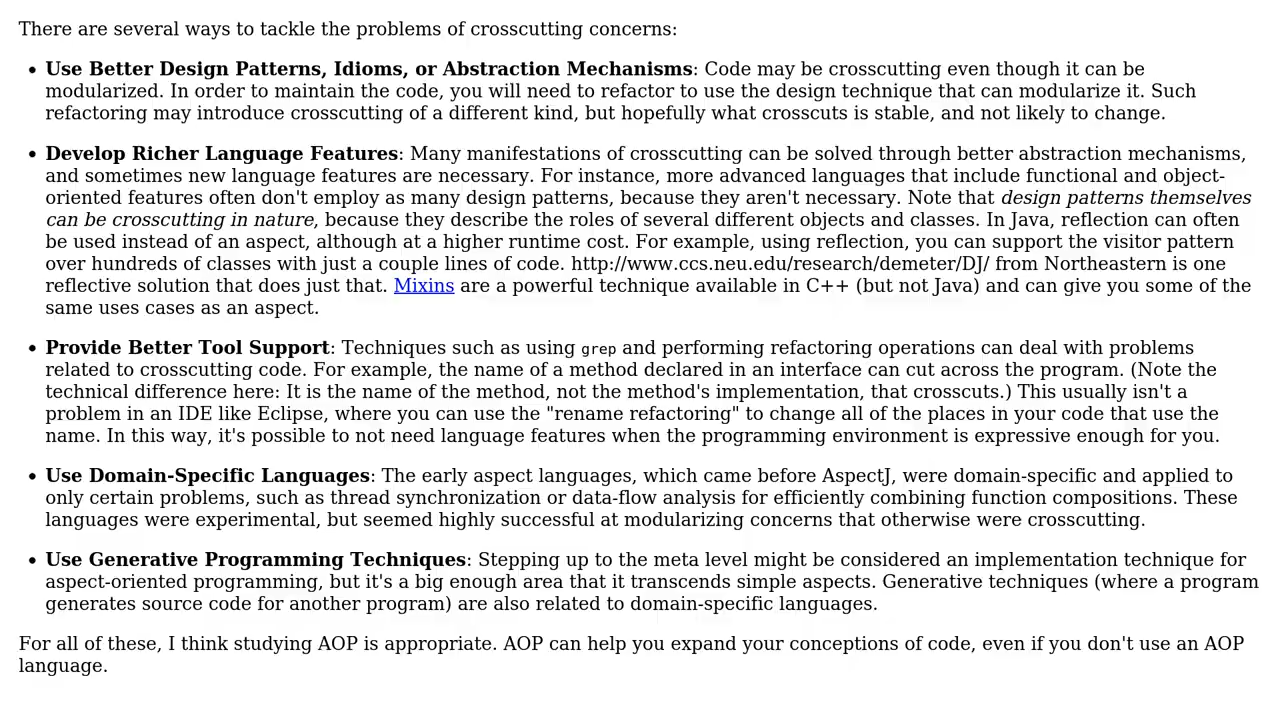 There are several ways to tackle the problems of crosscutting concerns:
• Use Better Design Patterns, Idioms, or Abstraction Mechanisms: Code may be crosscutting even though it can be
modularized. In order to maintain the code, you will need to refactor to use the design technique that can modularize it. Such
refactoring may introduce crosscutting of a different kind, but hopefully what crosscuts is stable, and not likely to change.
• Develop Richer Language Features: Many manifestations of crosscutting can be solved through better abstraction mechanisms,
and sometimes new language features are necessary. For instance, more advanced languages that include functional and object-
oriented features often don't employ as many design patterns, because they aren't necessary. Note that design patterns themselves
can be crosscutting in nature, because they describe the roles of several different objects and classes. In Java, reflection can often
be used instead of an aspect, although at a higher runtime cost. For example, using reflection, you can support the visitor pattern
over hundreds of classes with just a couple lines of code. http://www.ccs.neu.edu/research/demeter/DJ/ from Northeastern is one
reflective solution that does just that. Mixins are a powerful technique available in C++ (but not Java) and can give you some of the
same uses cases as an aspect.
• Provide Better Tool Support: Techniques such as using grep and performing refactoring operations can deal with problems
related to crosscutting code. For example, the name of a method declared in an interface can cut across the program. (Note the
technical difference here: It is the name of the method, not the method's implementation, that crosscuts.) This usually isn't a
problem in an IDE like Eclipse, where you can use the "rename refactoring" to change all of the places in your code that use the
name. In this way, it's possible to not need language features when the programming environment is expressive enough for you.
• Use Domain-Specific Languages: The early aspect languages, which came before AspectJ, were domain-specific and applied to
only certain problems, such as thread synchronization or data-flow analysis for efficiently combining function compositions. These
languages were experimental, but seemed highly successful at modularizing concerns that otherwise were crosscutting.
• Use Generative Programming Techniques: Stepping up to the meta level might be considered an implementation technique for
aspect-oriented programming, but it's a big enough area that it transcends simple aspects. Generative techniques (where a program
generates source code for another program) are also related to domain-specific languages.
For all of these, I think studying AOP is appropriate. AOP can help you expand your conceptions of code, even if you don't use an AOP
language.